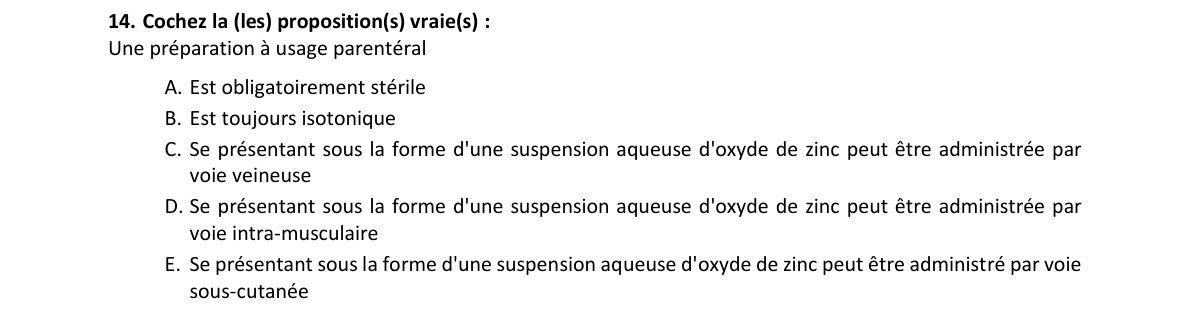 14. Cochez la (les) proposition(s) vraie(s) :
Une préparation à usage parentéral
A. Est obligatoirement stérile
B. Est toujours isotonique
C. Se présentant sous la forme d'une suspension aqueuse d'oxyde de zinc peut être administrée par
voie veineuse
D. Se présentant sous la forme d'une suspension aqueuse d'oxyde de zinc peut être administrée par
voie intra-musculaire
E. Se présentant sous la forme d'une suspension aqueuse d'oxyde de zinc peut être administré par voie
sous-cutanée